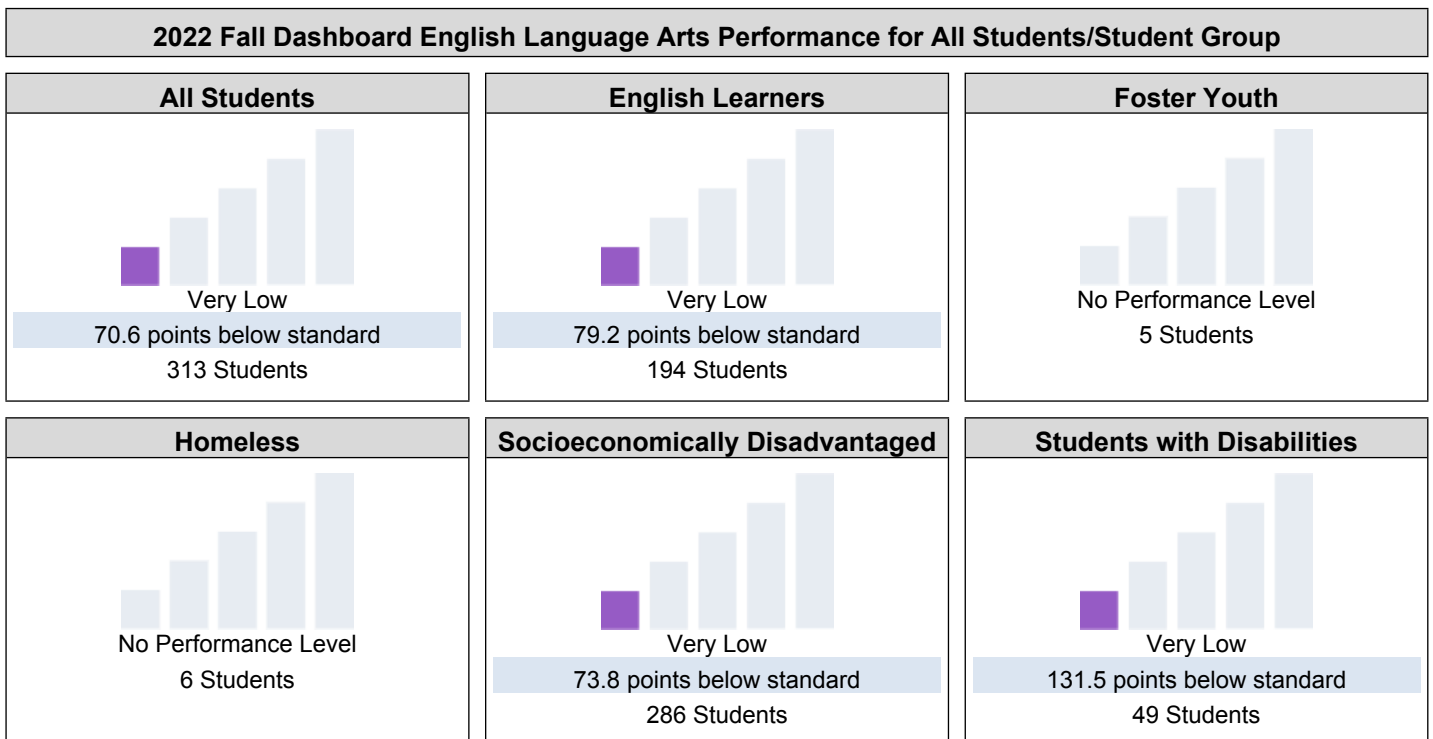 2022 Fall Dashboard English Language Arts Performance for All Students/Student Group
All Students
Very Low
70.6 points below standard
313 Students
English Learners
Very Low
79.2 points below standard
194 Students
Foster Youth
No Performance Level
5 Students
Homeless
No Performance Level
6 Students
Socioeconomically Disadvantaged
Very Low
73.8 points below standard
286 Students
Students with Disabilities
Very Low
131.5 points below standard
49 Students